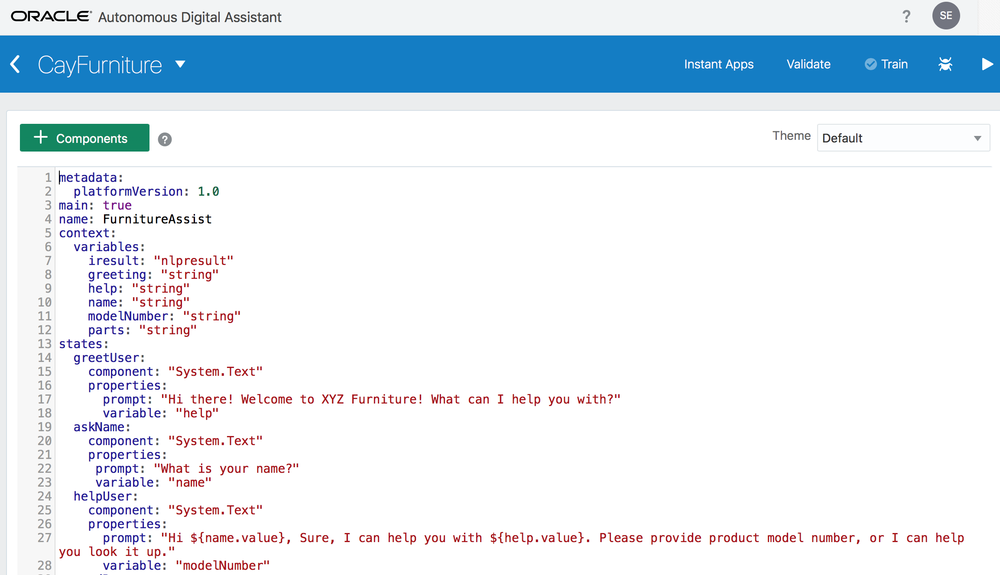 ORACLE® Autonomous Digital Assistant
? SE
CayFurniture
Instant Apps Validate Train
+ Components ?
Theme Default
1 metadata:
2   platformVersion: 1.0
3 main: true
4 name: FurnitureAssist
5 context:
6   variables:
7     iresult: "nlpresult"
8     greeting: "string"
9     help: "string"
10     name: "string"
11     modelNumber: "string"
12     parts: "string"
13 states:
14   greetUser:
15     component: "System.Text"
16     properties:
17       prompt: "Hi there! Welcome to XYZ Furniture! What can I help you with?"
18       variable: "help"
19   askName:
20     component: "System.Text"
21     properties:
22      prompt: "What is your name?"
23      variable: "name"
24   helpUser:
25     component: "System.Text"
26     properties:
27       prompt: "Hi ${name.value}, Sure, I can help you with ${help.value}. Please provide product model number, or I can help
you look it up."
28       variable: "modelNumber"